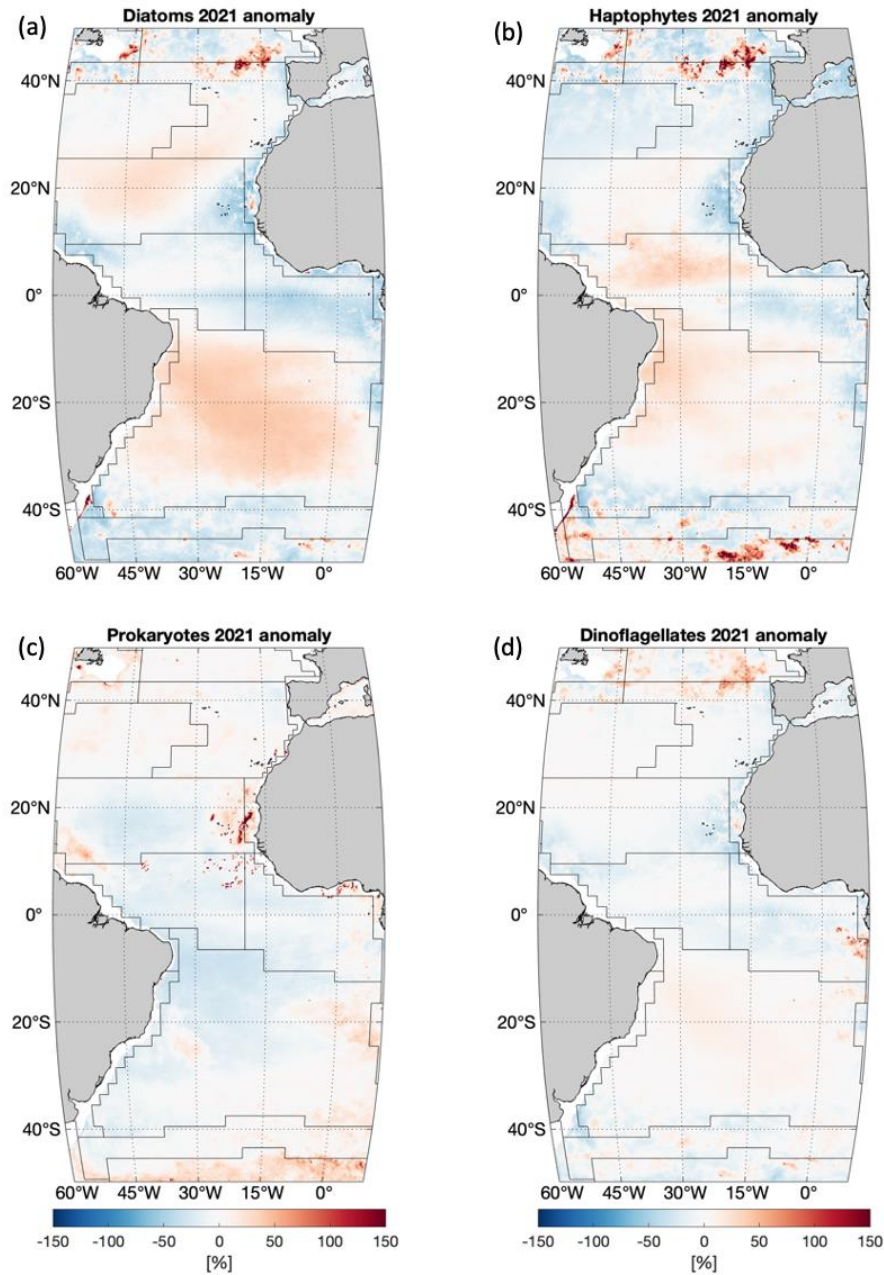 (a)
Diatoms 2021 anomaly
40°N
20°N
0°
20°S
40°S
60°W 45°W 30°W 15°W 0°
(b)
Haptophytes 2021 anomaly
40°N
20°N
0°
20°S
40°S
60°W 45°W 30°W 15°W 0°
(c)
Prokaryotes 2021 anomaly
40°N
20°N
0°
20°S
40°S
60°W 45°W 30°W 15°W 0°
-150 -100 -50 0 50 100 150
[%]
(d)
Dinoflagellates 2021 anomaly
40°N
20°N
0°
20°S
40°S
60°W 45°W 30°W 15°W 0°
-150 -100 -50 0 50 100 150
[%]